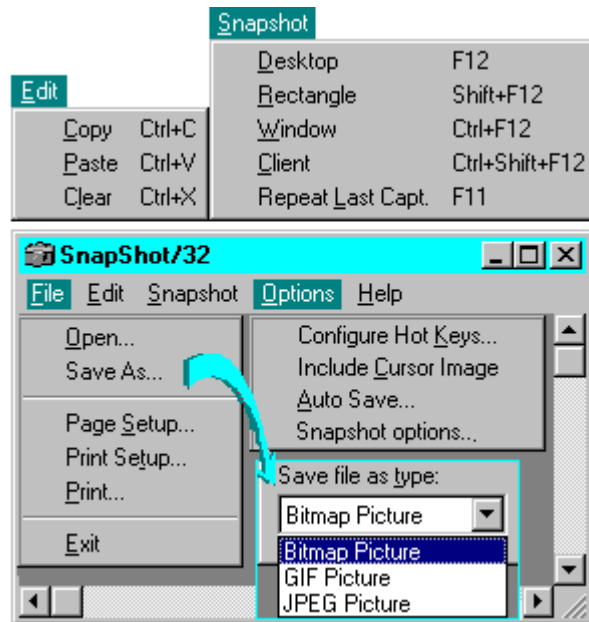 Snapshot
Desktop F12
Rectangle Shift+F12
Window Ctrl+F12
Client Ctrl+Shift+F12
Repeat Last Capt. F11
Edit
Copy Ctrl+C
Paste Ctrl+V
Clear Ctrl+X
SnapShot/32
File Edit Snapshot Options Help
Open...
Save As...
Page Setup...
Print Setup...
Print...
Exit
Configure Hot Keys...
Include Cursor Image
Auto Save...
Snapshot options...
Save file as type:
Bitmap Picture
Bitmap Picture
GIF Picture
JPEG Picture